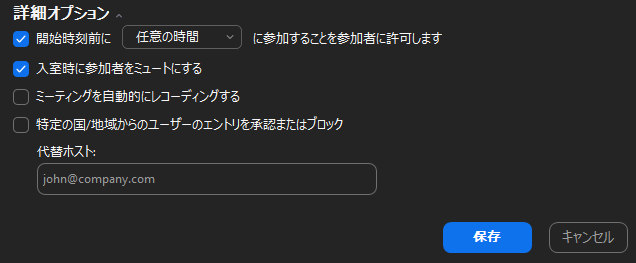 詳細オプション
開始時刻前に 任意の時間 に参加することを参加者に許可します
入室時に参加者をミュートにする
ミーティングを自動的にレコーディングする
特定の国/地域からのユーザーのエントリを承認またはブロック
代替ホスト:
john@company.com
保存 キャンセル